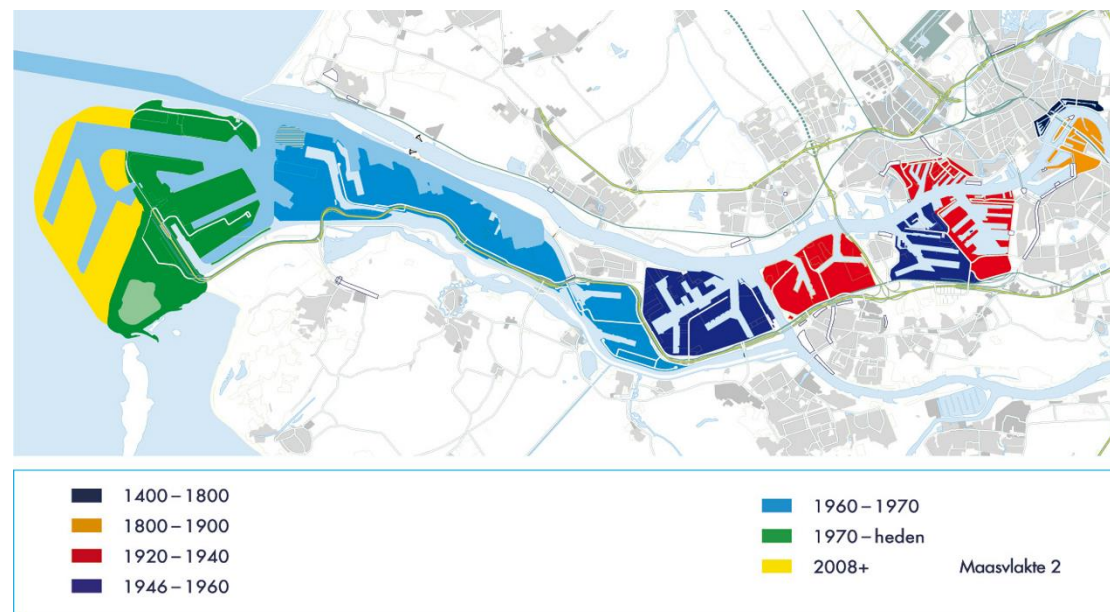 1400 – 1800
1800 – 1900
1920 – 1940
1946 – 1960
1960 – 1970
1970 – heden
2008+ Maasvlakte 2